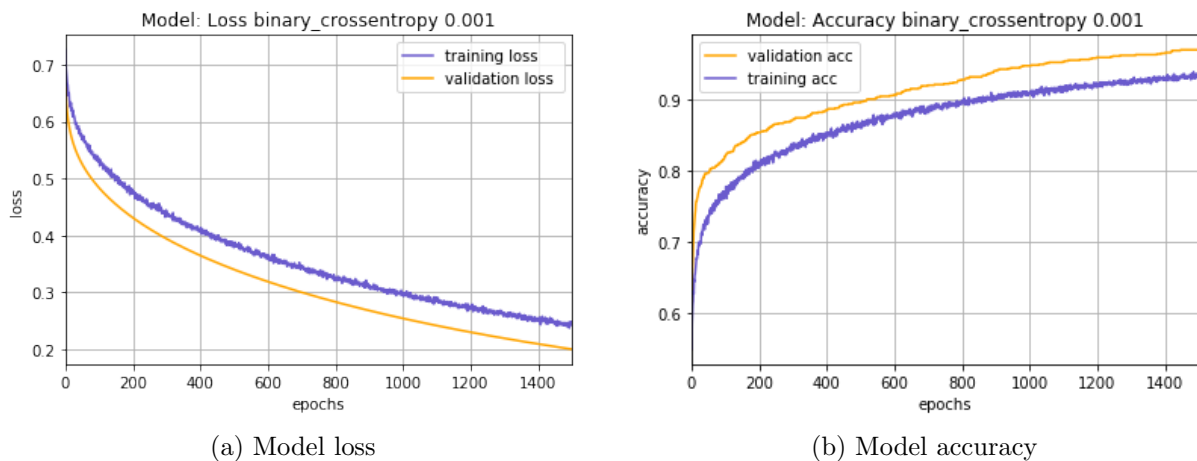 Model: Loss binary_crossentropy 0.001
loss
0.7
0.6
0.5
0.4
0.3
0.2
training loss
validation loss
0 200 400 600 800 1000 1200 1400
epochs
(a) Model loss
Model: Accuracy binary_crossentropy 0.001
accuracy
0.9
0.8
0.7
0.6
validation acc
training acc
0 200 400 600 800 1000 1200 1400
epochs
(b) Model accuracy